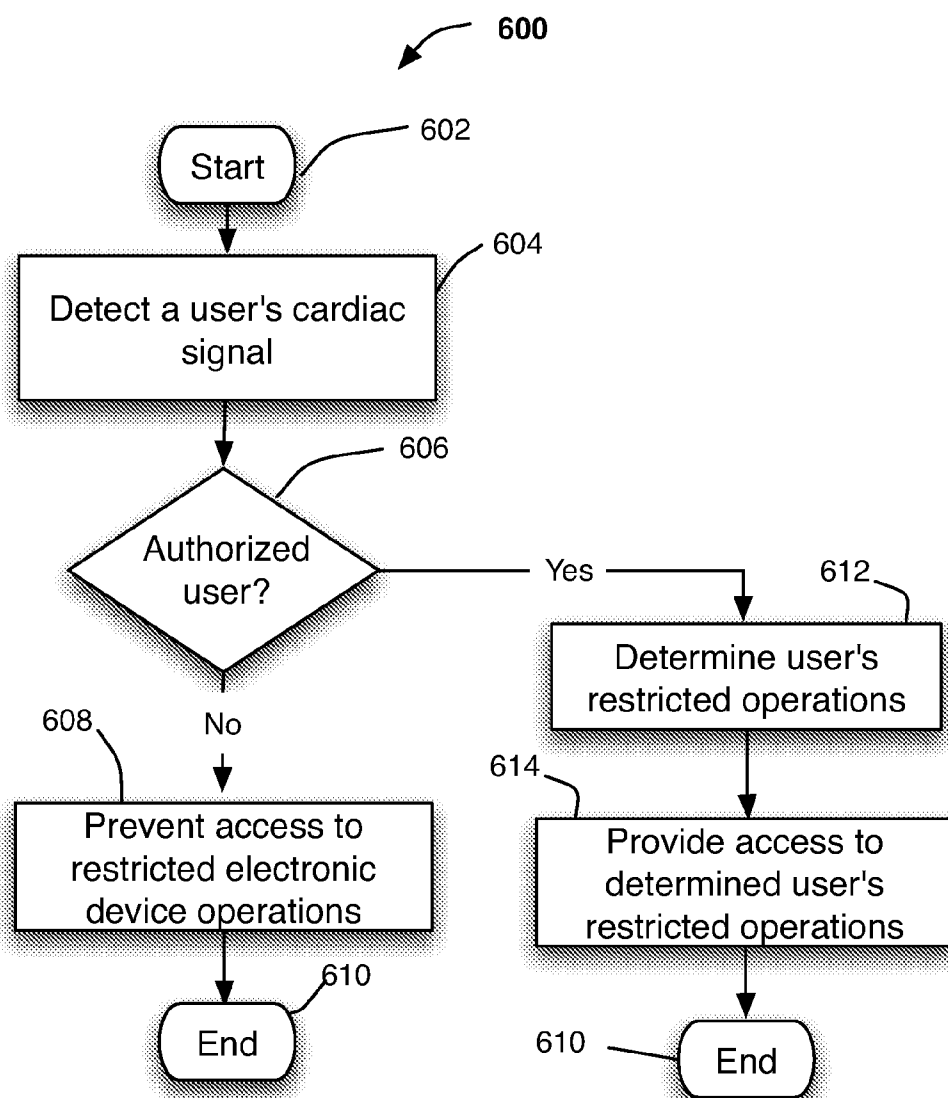 600
Start
602
604
Detect a user's cardiac
signal
606
Authorized
user?
Yes
612
Determine user's
restricted operations
No
608
614
Prevent access to
restricted electronic
device operations
Provide access to
determined user's
restricted operations
610
End
610
End